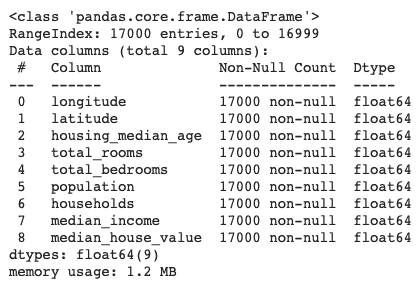 <class 'pandas.core.frame.DataFrame'>
RangeIndex: 17000 entries, 0 to 16999
Data columns (total 9 columns):
 #   Column              Non-Null Count  Dtype
---  ------              --------------  -----
 0   longitude           17000 non-null  float64
 1   latitude            17000 non-null  float64
 2   housing_median_age  17000 non-null  float64
 3   total_rooms         17000 non-null  float64
 4   total_bedrooms      17000 non-null  float64
 5   population          17000 non-null  float64
 6   households          17000 non-null  float64
 7   median_income       17000 non-null  float64
 8   median_house_value  17000 non-null  float64
dtypes: float64(9)
memory usage: 1.2 MB